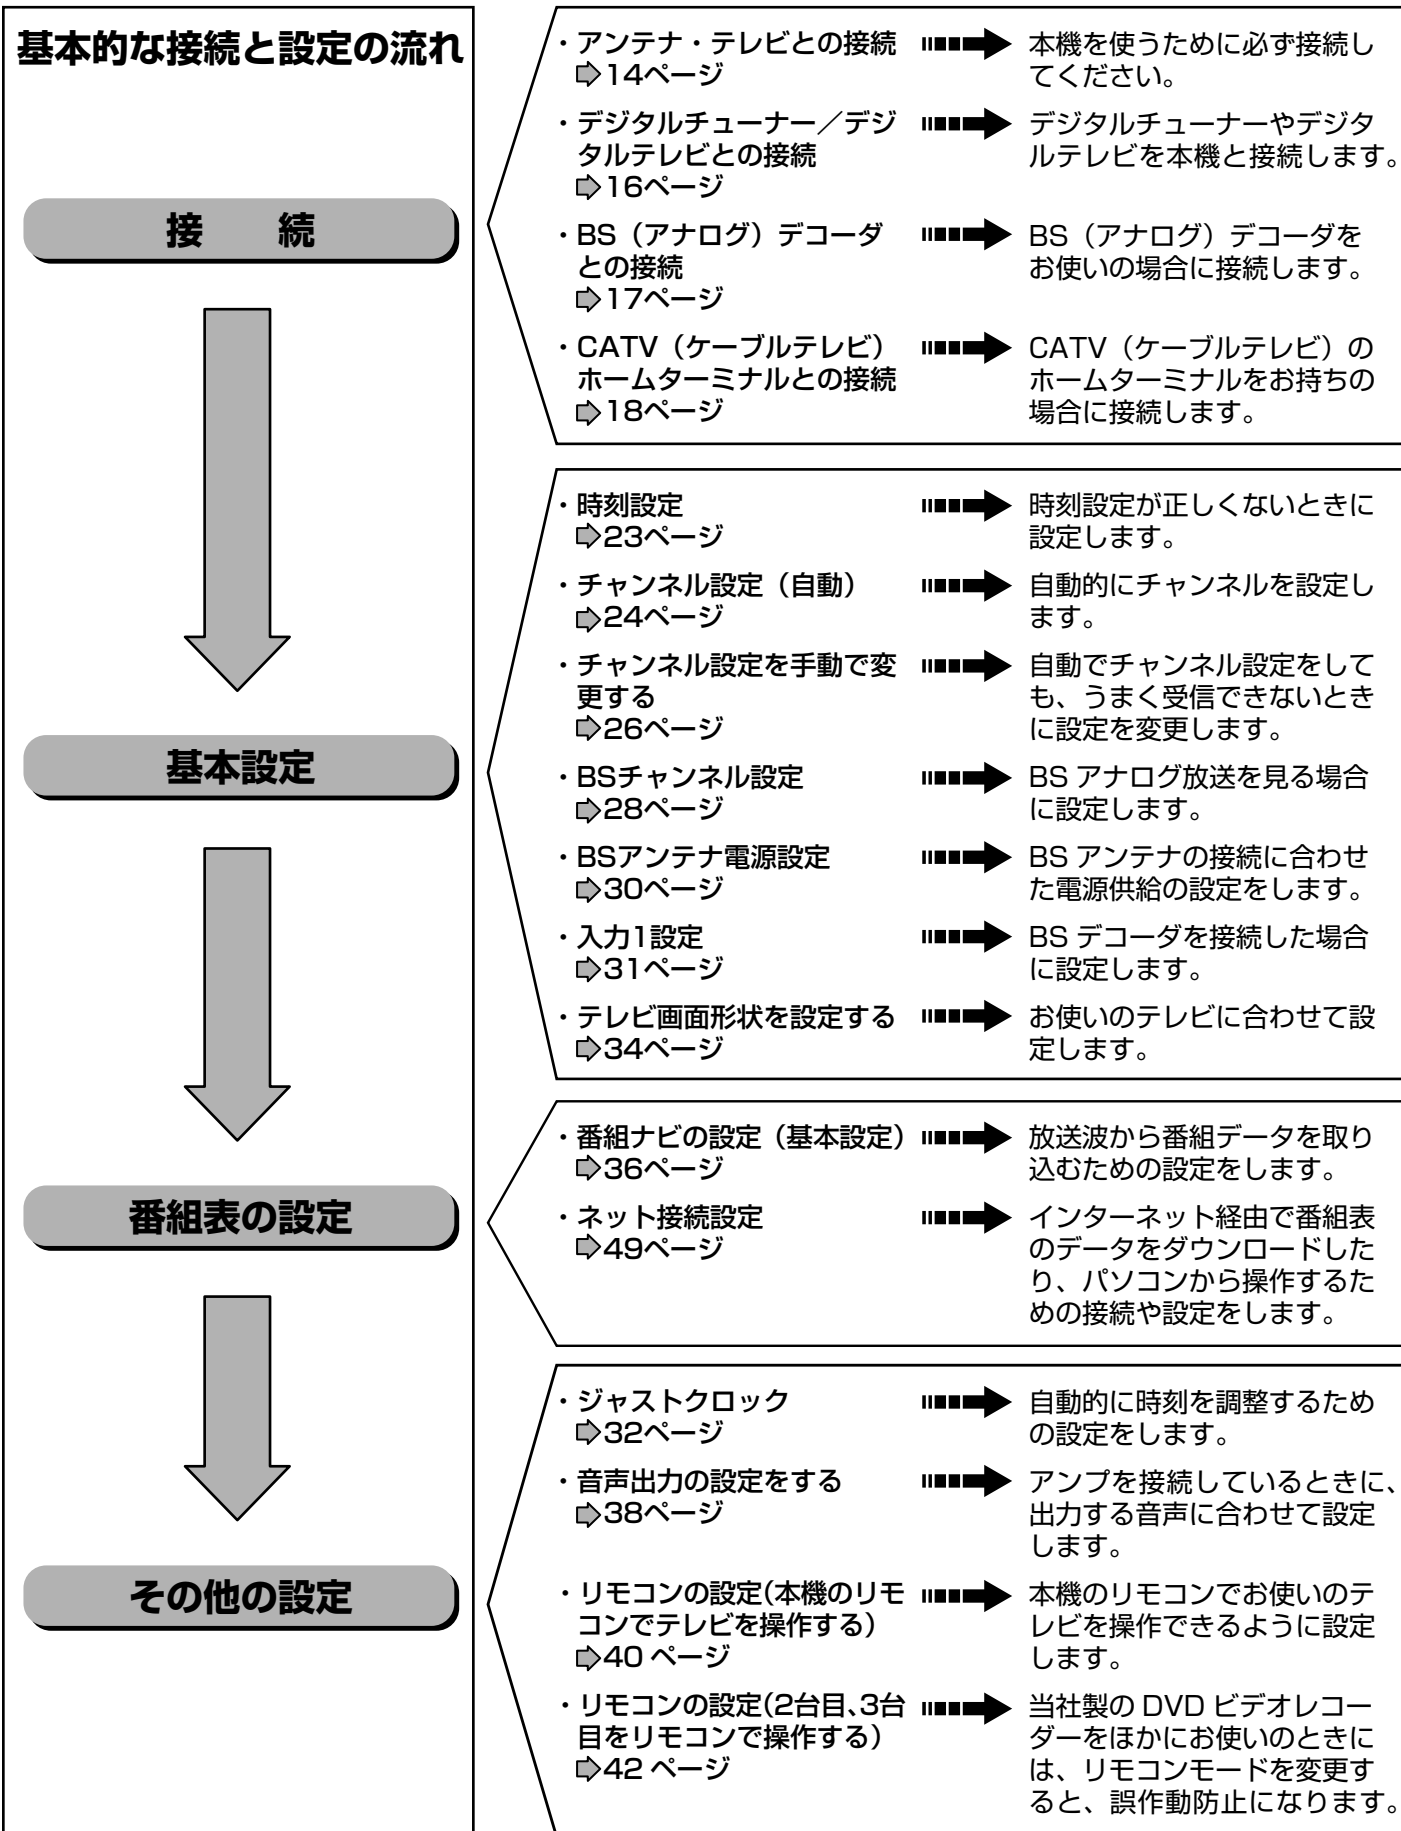 基本的な接続と設定の流れ
接　続
・アンテナ・テレビとの接続
14ページ
本機を使うために必ず接続し
てください。
・デジタルチューナー／デジ
タルテレビとの接続
16ページ
デジタルチューナーやデジタ
ルテレビを本機と接続します。
・BS（アナログ）デコーダ
との接続
17ページ
BS（アナログ）デコーダを
お使いの場合に接続します。
・CATV（ケーブルテレビ）
ホームターミナルとの接続
18ページ
CATV（ケーブルテレビ）の
ホームターミナルをお持ちの
場合に接続します。
基本設定
・時刻設定
23ページ
時刻設定が正しくないときに
設定します。
・チャンネル設定（自動）
24ページ
自動的にチャンネルを設定し
ます。
・チャンネル設定を手動で変
更する
26ページ
自動でチャンネル設定をして
も、うまく受信できないとき
に設定を変更します。
・BSチャンネル設定
28ページ
BS アナログ放送を見る場合
に設定します。
・BSアンテナ電源設定
30ページ
BS アンテナの接続に合わせ
た電源供給の設定をします。
・入力1設定
31ページ
BS デコーダを接続した場合
に設定します。
・テレビ画面形状を設定する
34ページ
お使いのテレビに合わせて設
定します。
番組表の設定
・番組ナビの設定（基本設定）
36ページ
放送波から番組データを取り
込むための設定をします。
・ネット接続設定
49ページ
インターネット経由で番組表
のデータをダウンロードした
り、パソコンから操作するた
めの接続や設定をします。
その他の設定
・ジャストクロック
32ページ
自動的に時刻を調整するため
の設定をします。
・音声出力の設定をする
38ページ
アンプを接続しているときに、
出力する音声に合わせて設定
します。
・リモコンの設定(本機のリモ
コンでテレビを操作する）
40 ページ
本機のリモコンでお使いのテ
レビを操作できるように設定
します。
・リモコンの設定(2台目、3台
目をリモコンで操作する）
42 ページ
当社製の DVD ビデオレコー
ダーをほかにお使いのときに
は、リモコンモードを変更す
ると、誤作動防止になります。